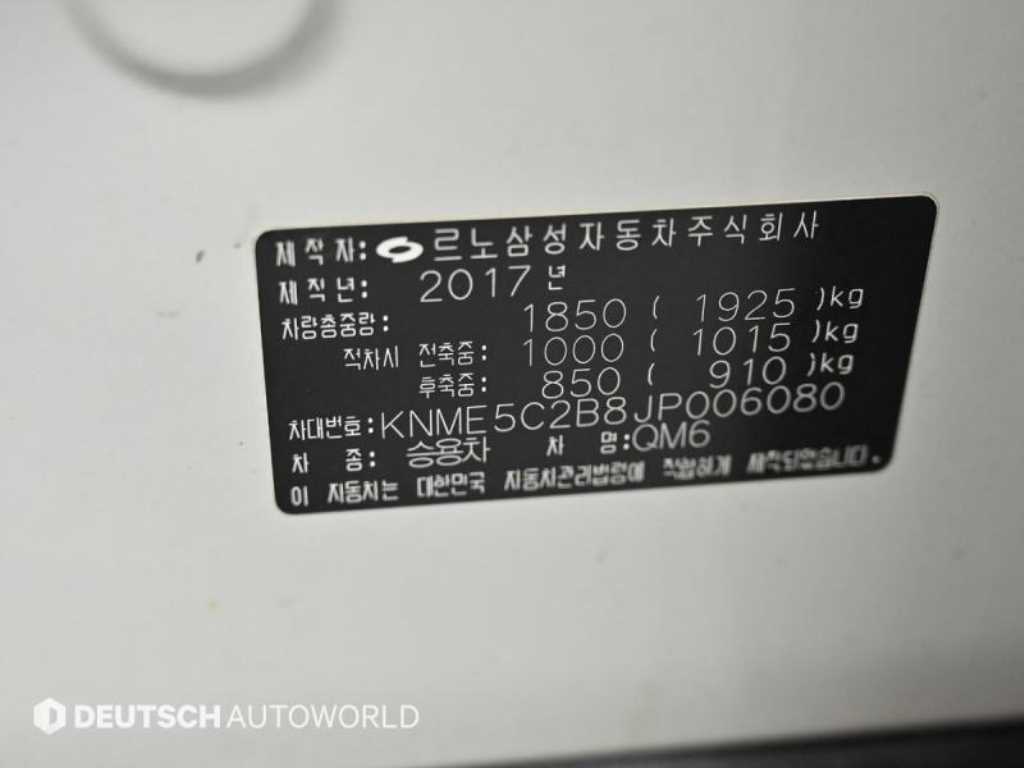 제작자: 르노삼성자동차주식회사
제작년: 2017 년
차량총중량: 1850 ( 1925 )kg
적차시 전축중: 1000 ( 1015 )kg
후축중: 850 ( 910 )kg
차대번호: KNME5C2B8JP006080
차 종: 승용차 차 명: QM6
이 자동차는 대한민국 자동차관리법령에 적합하게 제작되었습니다.
DEUTSCH AUTOWORLD